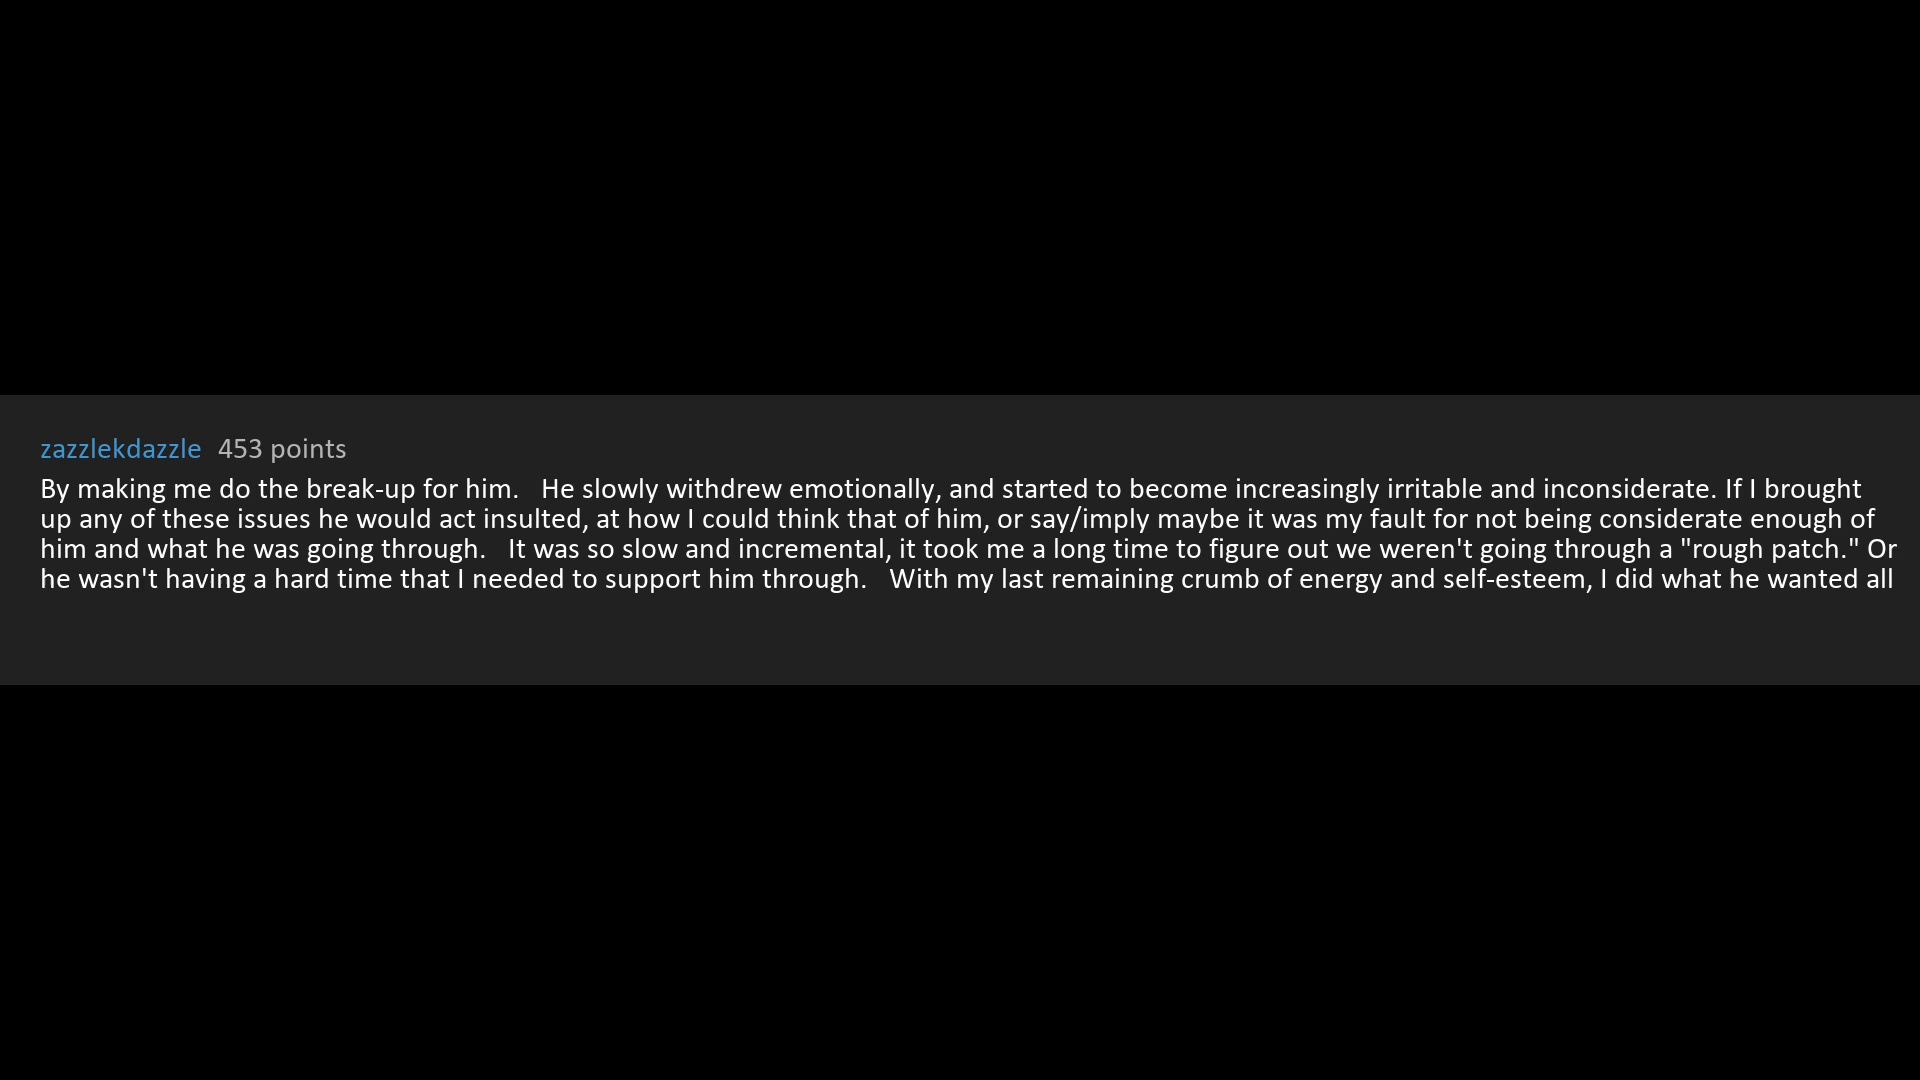 zazzlekdazzle 453 points
By making me do the break-up for him.   He slowly withdrew emotionally, and started to become increasingly irritable and inconsiderate. If I brought
up any of these issues he would act insulted, at how I could think that of him, or say/imply maybe it was my fault for not being considerate enough of
him and what he was going through.   It was so slow and incremental, it took me a long time to figure out we weren't going through a "rough patch." Or
he wasn't having a hard time that I needed to support him through.   With my last remaining crumb of energy and self-esteem, I did what he wanted all